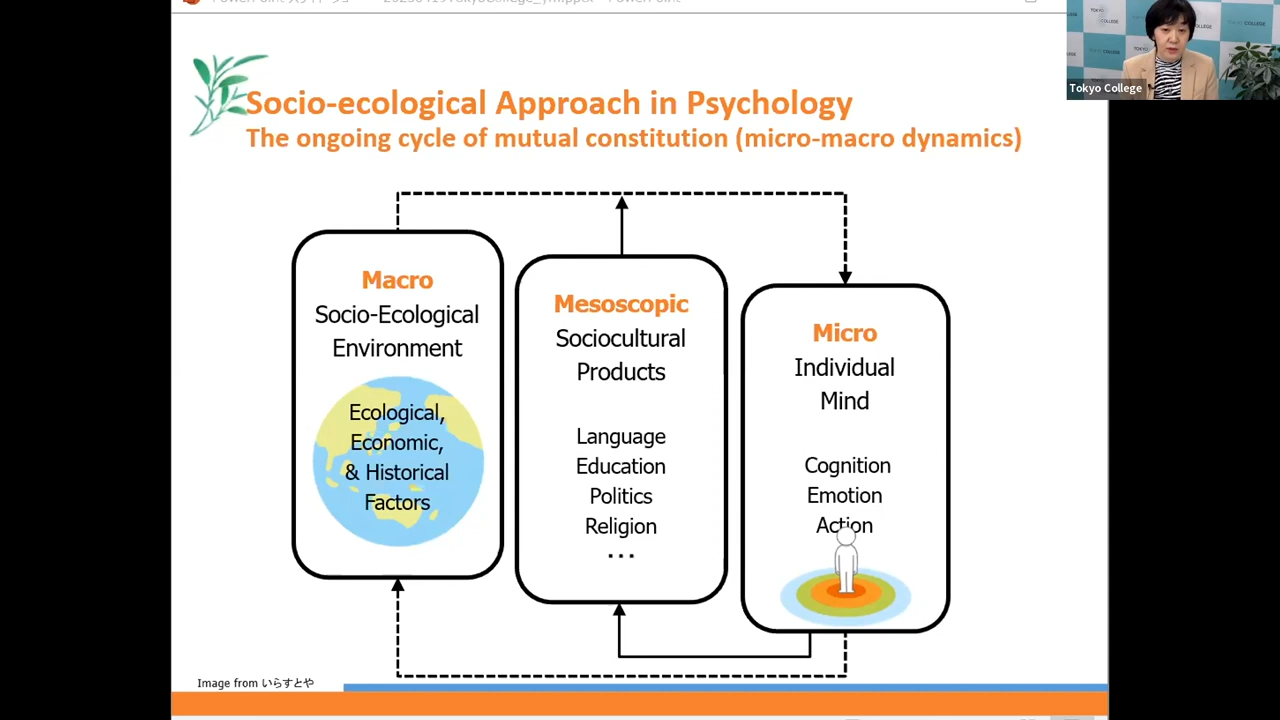 TOKYO COLLEGE
Tokyo College
Socio-ecological Approach in Psychology
The ongoing cycle of mutual constitution (micro-macro dynamics)
Macro
Socio-Ecological
Environment
Ecological,
Economic,
& Historical
Factors
Mesoscopic
Sociocultural
Products
Language
Education
Politics
Religion
...
Micro
Individual
Mind
Cognition
Emotion
Action
Image from いらすとや